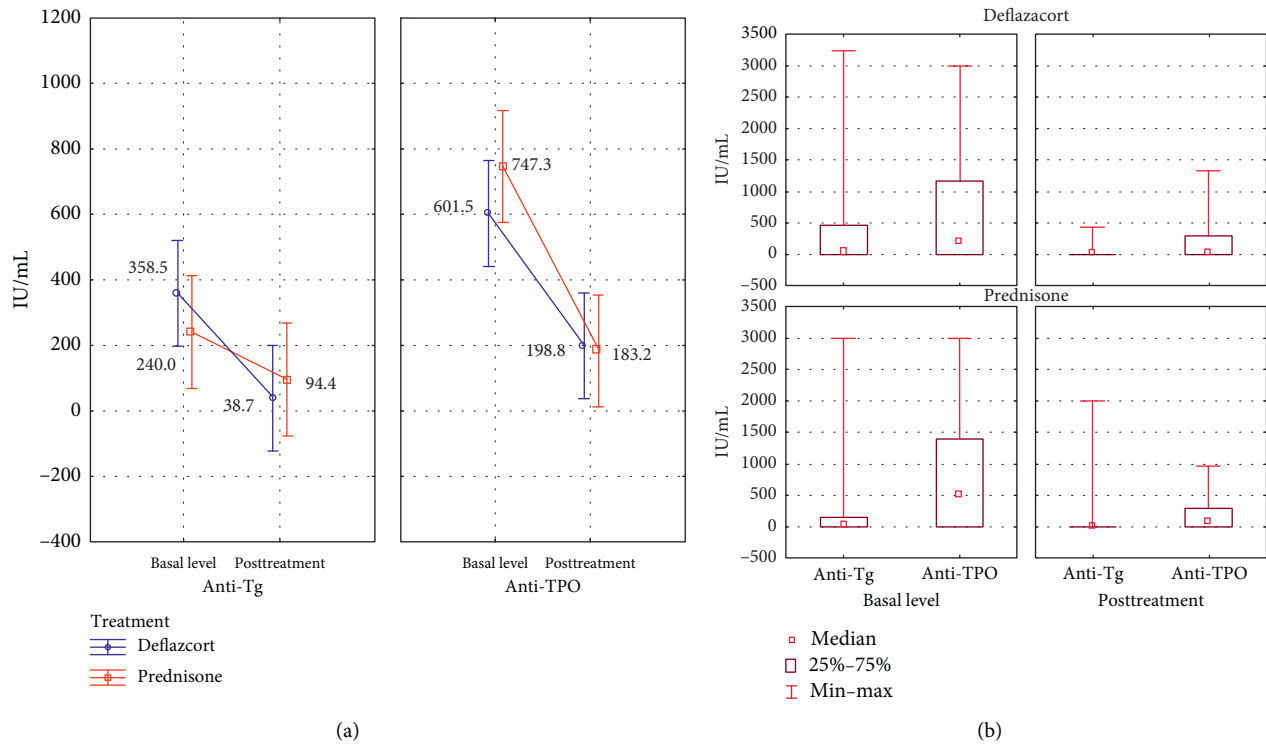 1200
1000
800
600
400
200
0
−200
−400
IU/mL
358.5
240.0
38.7
94.4
601.5
747.3
198.8
183.2
Basal level Posttreatment
Anti-Tg
Basal level Posttreatment
Anti-TPO
Treatment
Deflazcort
Prednisone
(a)
Deflazacort
3500
3000
2500
2000
1500
1000
500
0
−500
IU/mL
Prednisone
3500
3000
2500
2000
1500
1000
500
0
−500
IU/mL
Anti-Tg Anti-TPO
Basal level
Anti-Tg Anti-TPO
Posttreatment
Median
25%–75%
Min–max
(b)